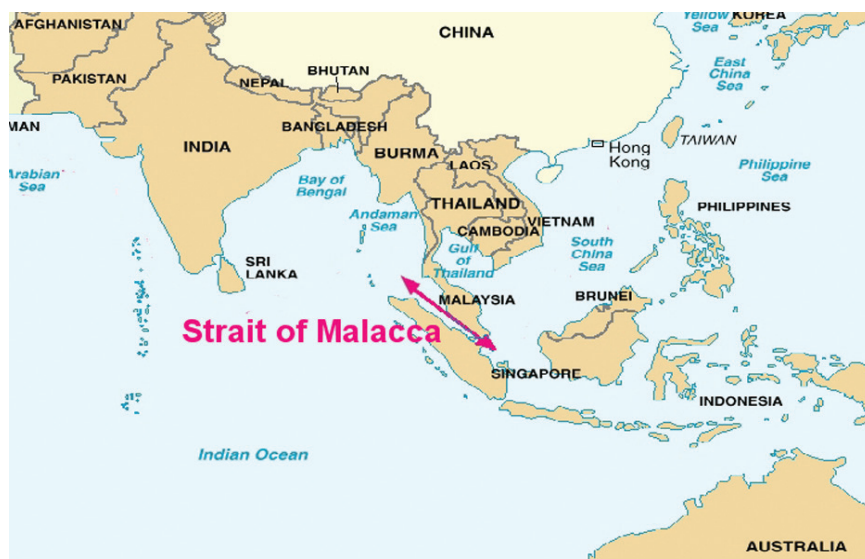 AFGHANISTAN
CHINA
Yellow
Sea
KOREA
East
China
Sea
PAKISTAN
NEPAL
BHUTAN
MAN
INDIA
BANGLADESH
BURMA
Hong
Kong
TAIWAN
Arabian
Sea
Bay of
Bengal
LAOS
Philippine
Sea
THAILAND
Andaman
Sea
VIETNAM
CAMBODIA
PHILIPPINES
Gulf
of
Thailand
South
China
Sea
SRI
LANKA
MALAYSIA
BRUNEI
Strait of Malacca
SINGAPORE
INDONESIA
Indian Ocean
AUSTRALIA